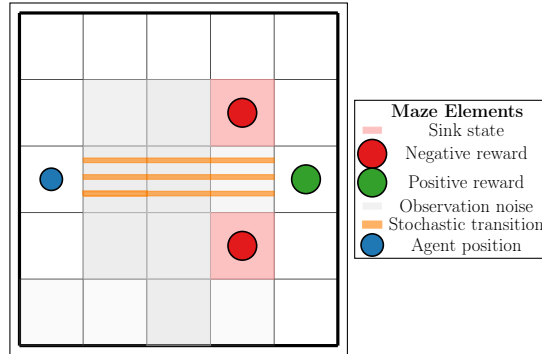 Maze Elements
Sink state
Negative reward
Positive reward
Observation noise
Stochastic transition
Agent position